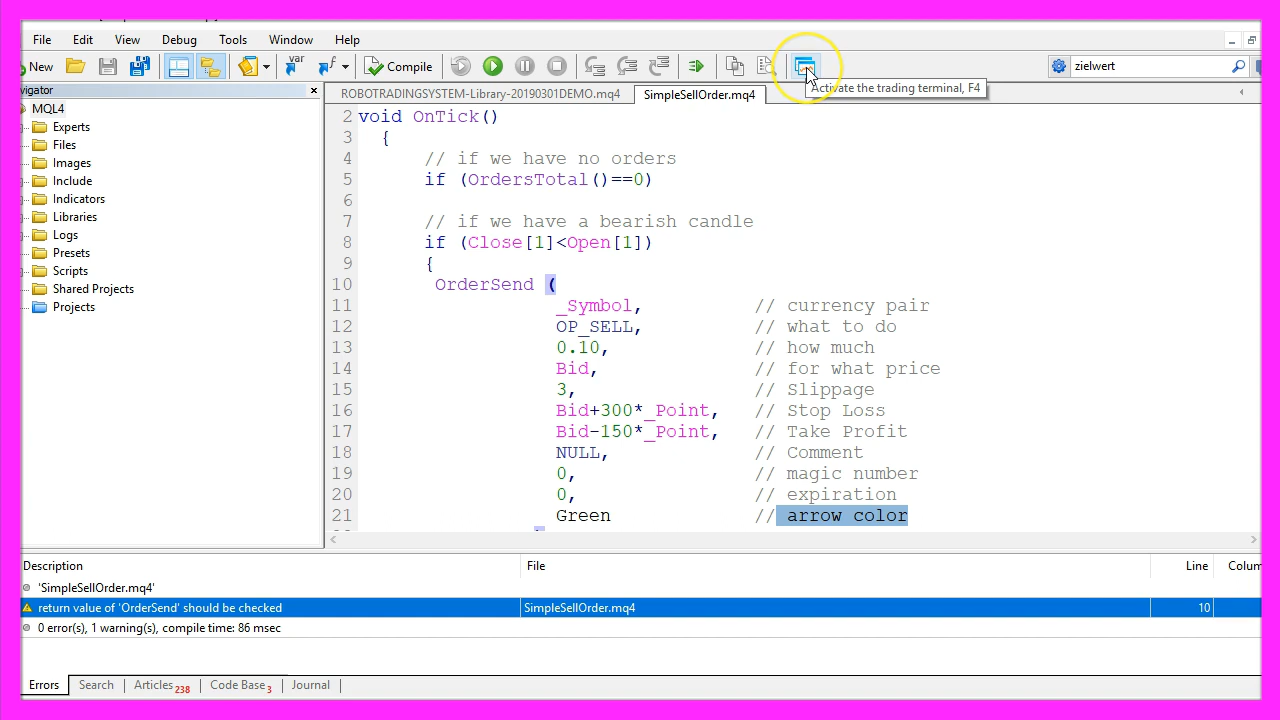 File Edit View Debug Tools Window Help
New var Compile zielwert
Activate the trading terminal, F4
vigator
ROBOTRADINGSYSTEM-Library-20190301DEMO.mq4 SimpleSellOrder.mq4
MQL4
Experts
Files
Images
Include
Indicators
Libraries
Logs
Presets
Scripts
Shared Projects
Projects
2 void OnTick()
3 {
4 // if we have no orders
5 if (OrdersTotal()==0)
6
7 // if we have a bearish candle
8 if (Close[1]<Open[1])
9 {
10 OrderSend (
11 _Symbol, // currency pair
12 OP_SELL, // what to do
13 0.10, // how much
14 Bid, // for what price
15 3, // Slippage
16 Bid+300*_Point, // Stop Loss
17 Bid-150*_Point, // Take Profit
18 NULL, // Comment
19 0, // magic number
20 0, // expiration
21 Green // arrow color
Description File Line Colum
'SimpleSellOrder.mq4'
return value of 'OrderSend' should be checked SimpleSellOrder.mq4 10
0 error(s), 1 warning(s), compile time: 86 msec
Errors Search Articles 238 Code Base 3 Journal